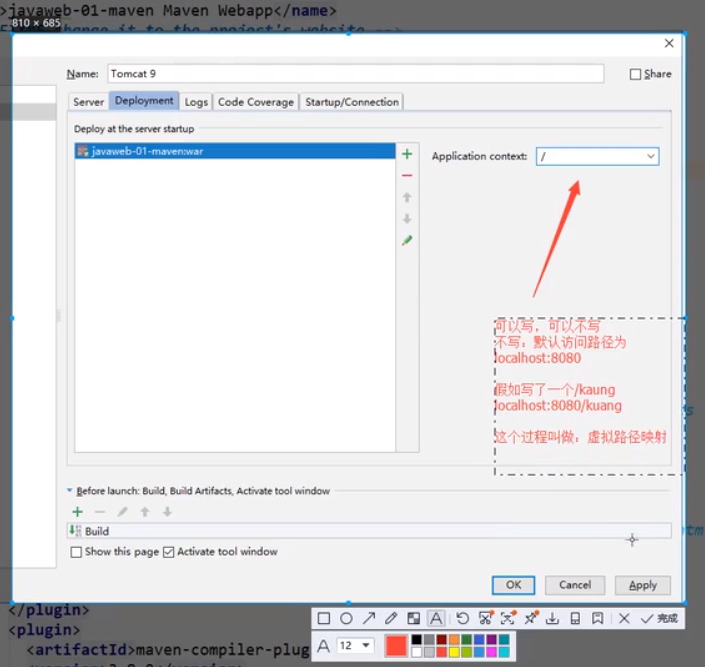 >javaweb-01-maven Maven Webapp</name>
810 × 685
change it to the project's website
Name: Tomcat 9
Share
Server Deployment Logs Code Coverage Startup/Connection
Deploy at the server startup
javaweb-01-maven:war
Application context: /
可以写，可以不写
不写：默认访问路径为
localhost:8080
假如写了一个/kaung
localhost:8080/kuang
这个过程叫做：虚拟路径映射
Before launch: Build, Build Artifacts, Activate tool window
Build
Show this page Activate tool window
OK Cancel Apply
</plugin>
完成
<plugin>
A 12
<artifactId>maven-compiler-plug